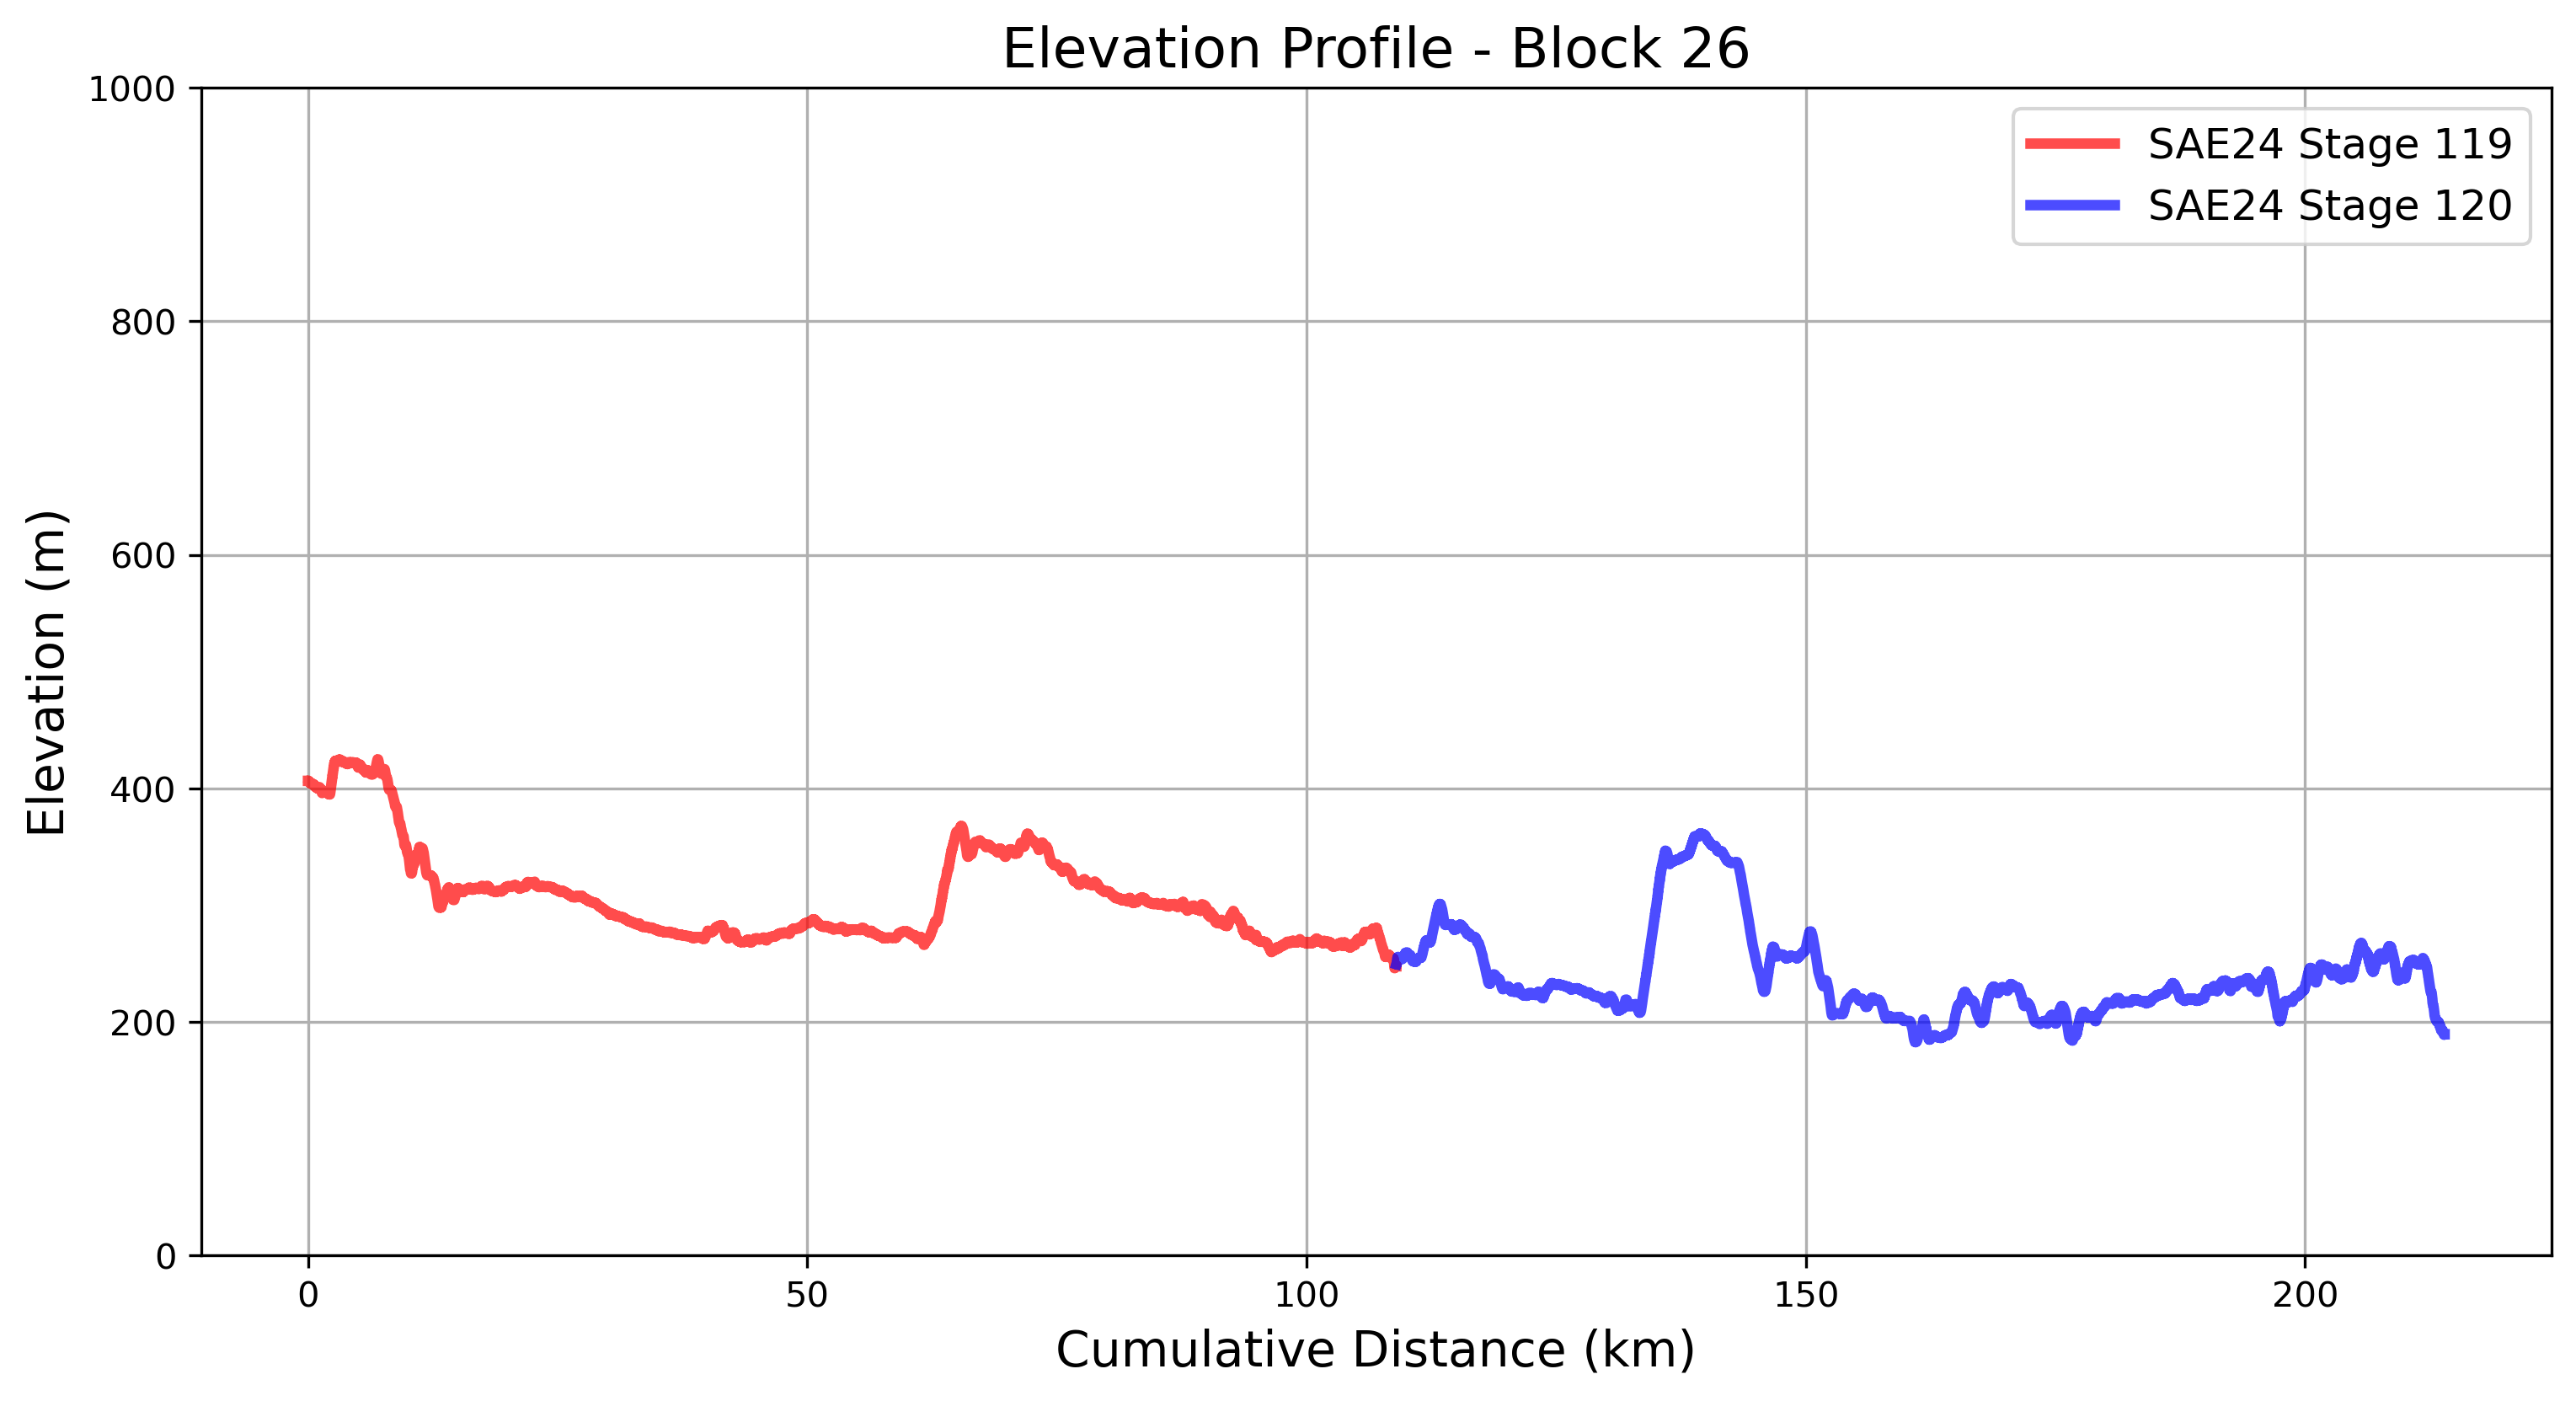 Elevation Profile - Block 26
SAE24 Stage 119
SAE24 Stage 120
Elevation (m)
1000
800
600
400
200
0
0 50 100 150 200
Cumulative Distance (km)